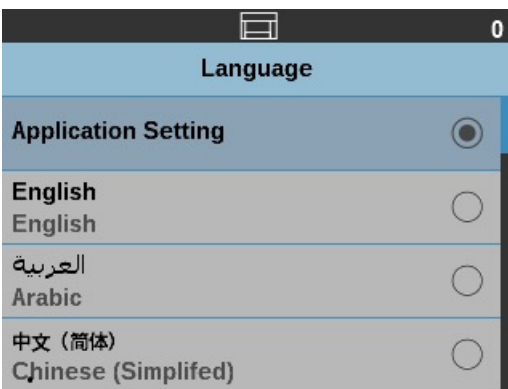 0
Language
Application Setting
English
English
العربية
Arabic
中文（简体）
Chinese (Simplifed)